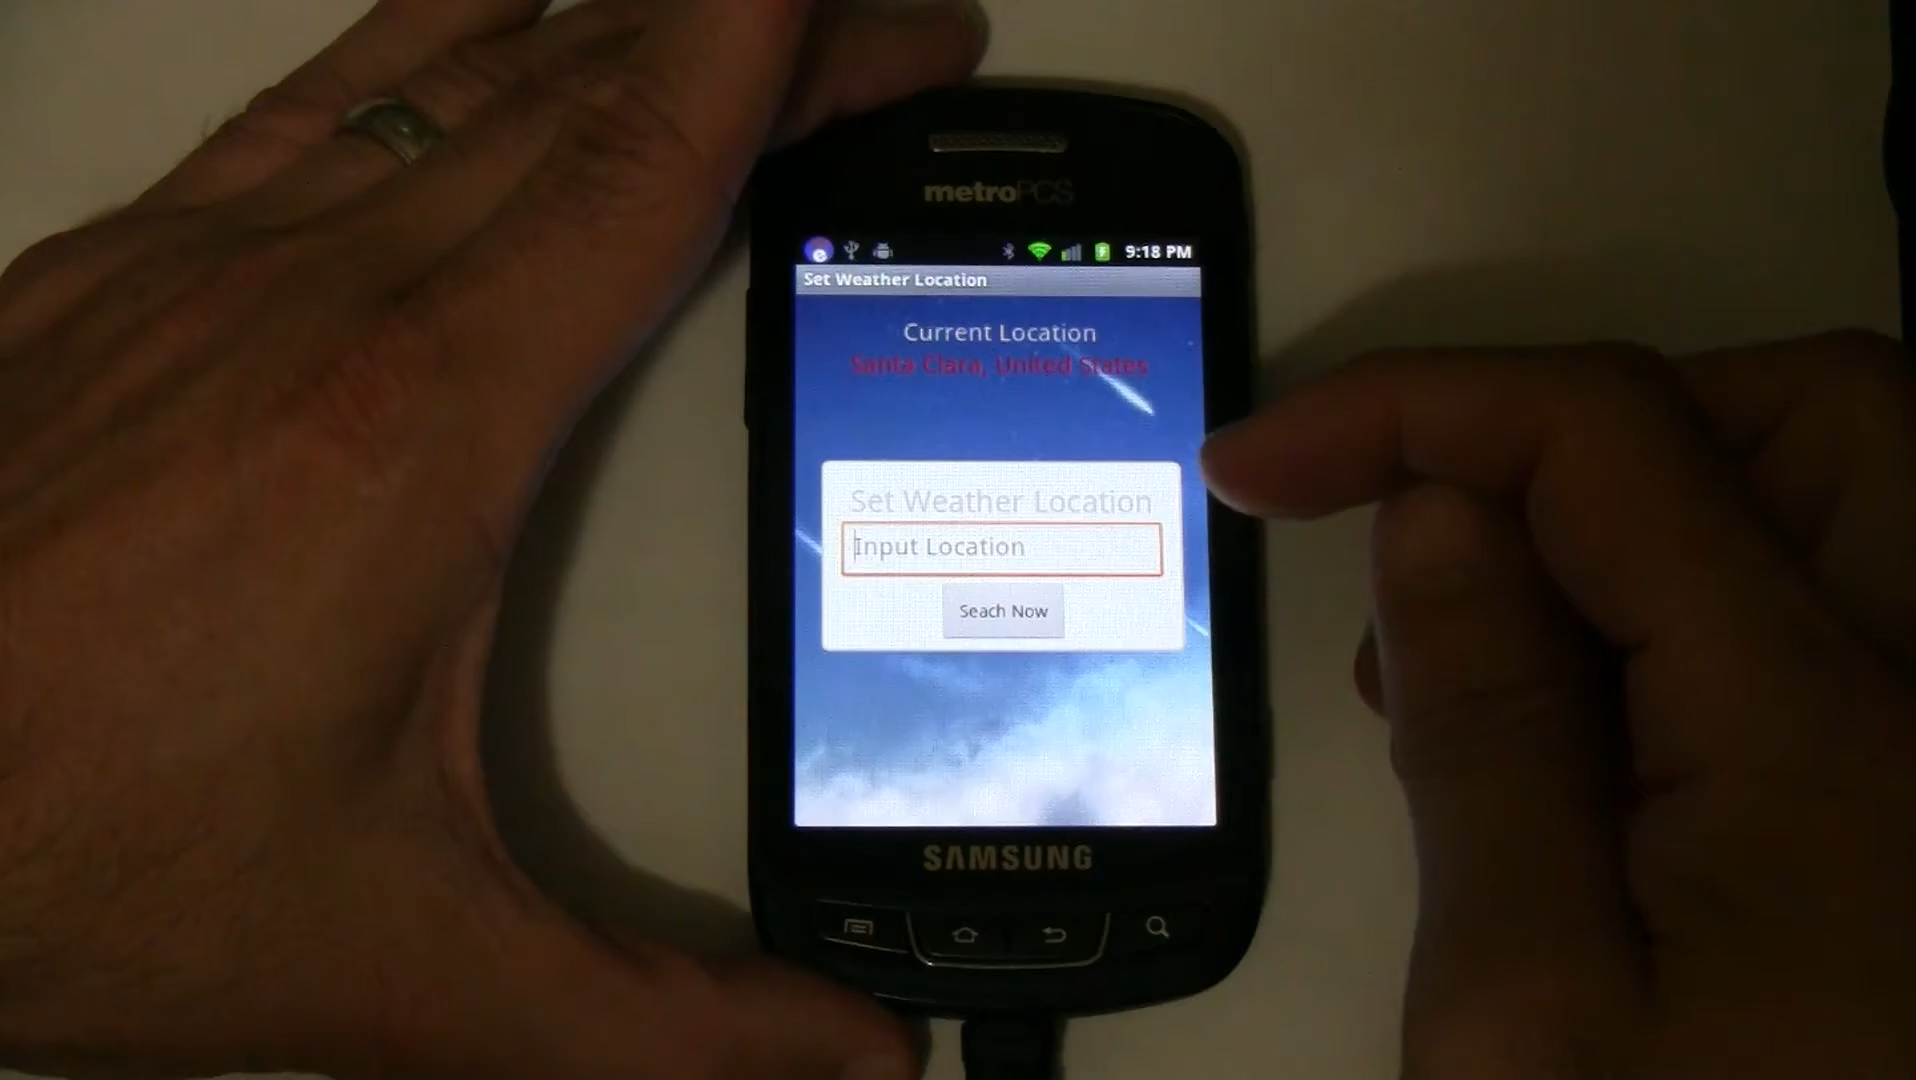 metroPCS
9:18 PM
Set Weather Location
Current Location
Santa Clara, United States
Set Weather Location
Input Location
Seach Now
SAMSUNG